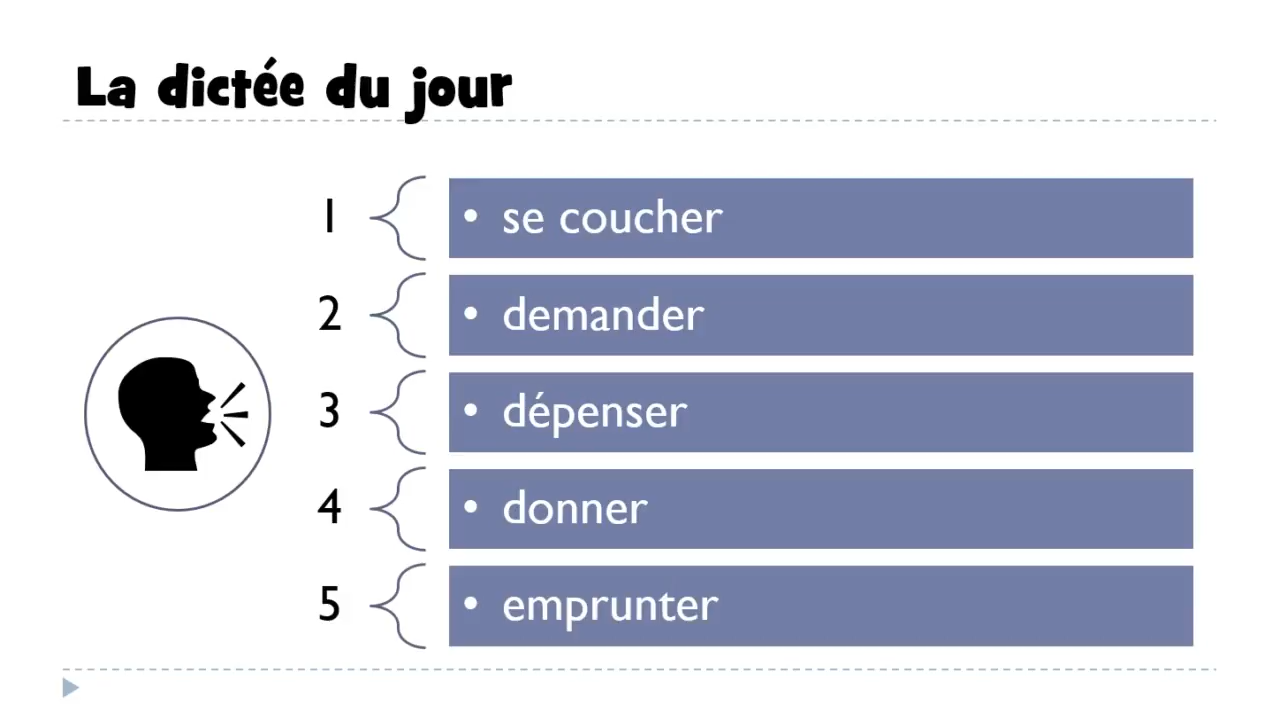 La dictée du jour
1 • se coucher
2 • demander
3 • dépenser
4 • donner
5 • emprunter